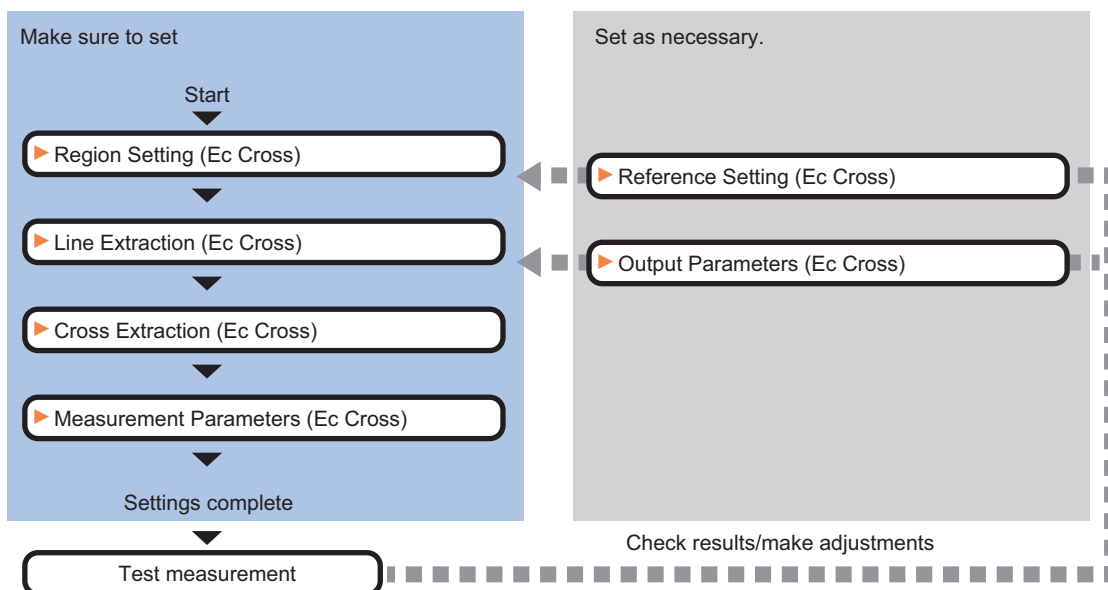 Make sure to set
Start
Region Setting (Ec Cross)
Line Extraction (Ec Cross)
Cross Extraction (Ec Cross)
Measurement Parameters (Ec Cross)
Settings complete
Test measurement
Set as necessary.
Reference Setting (Ec Cross)
Output Parameters (Ec Cross)
Check results/make adjustments